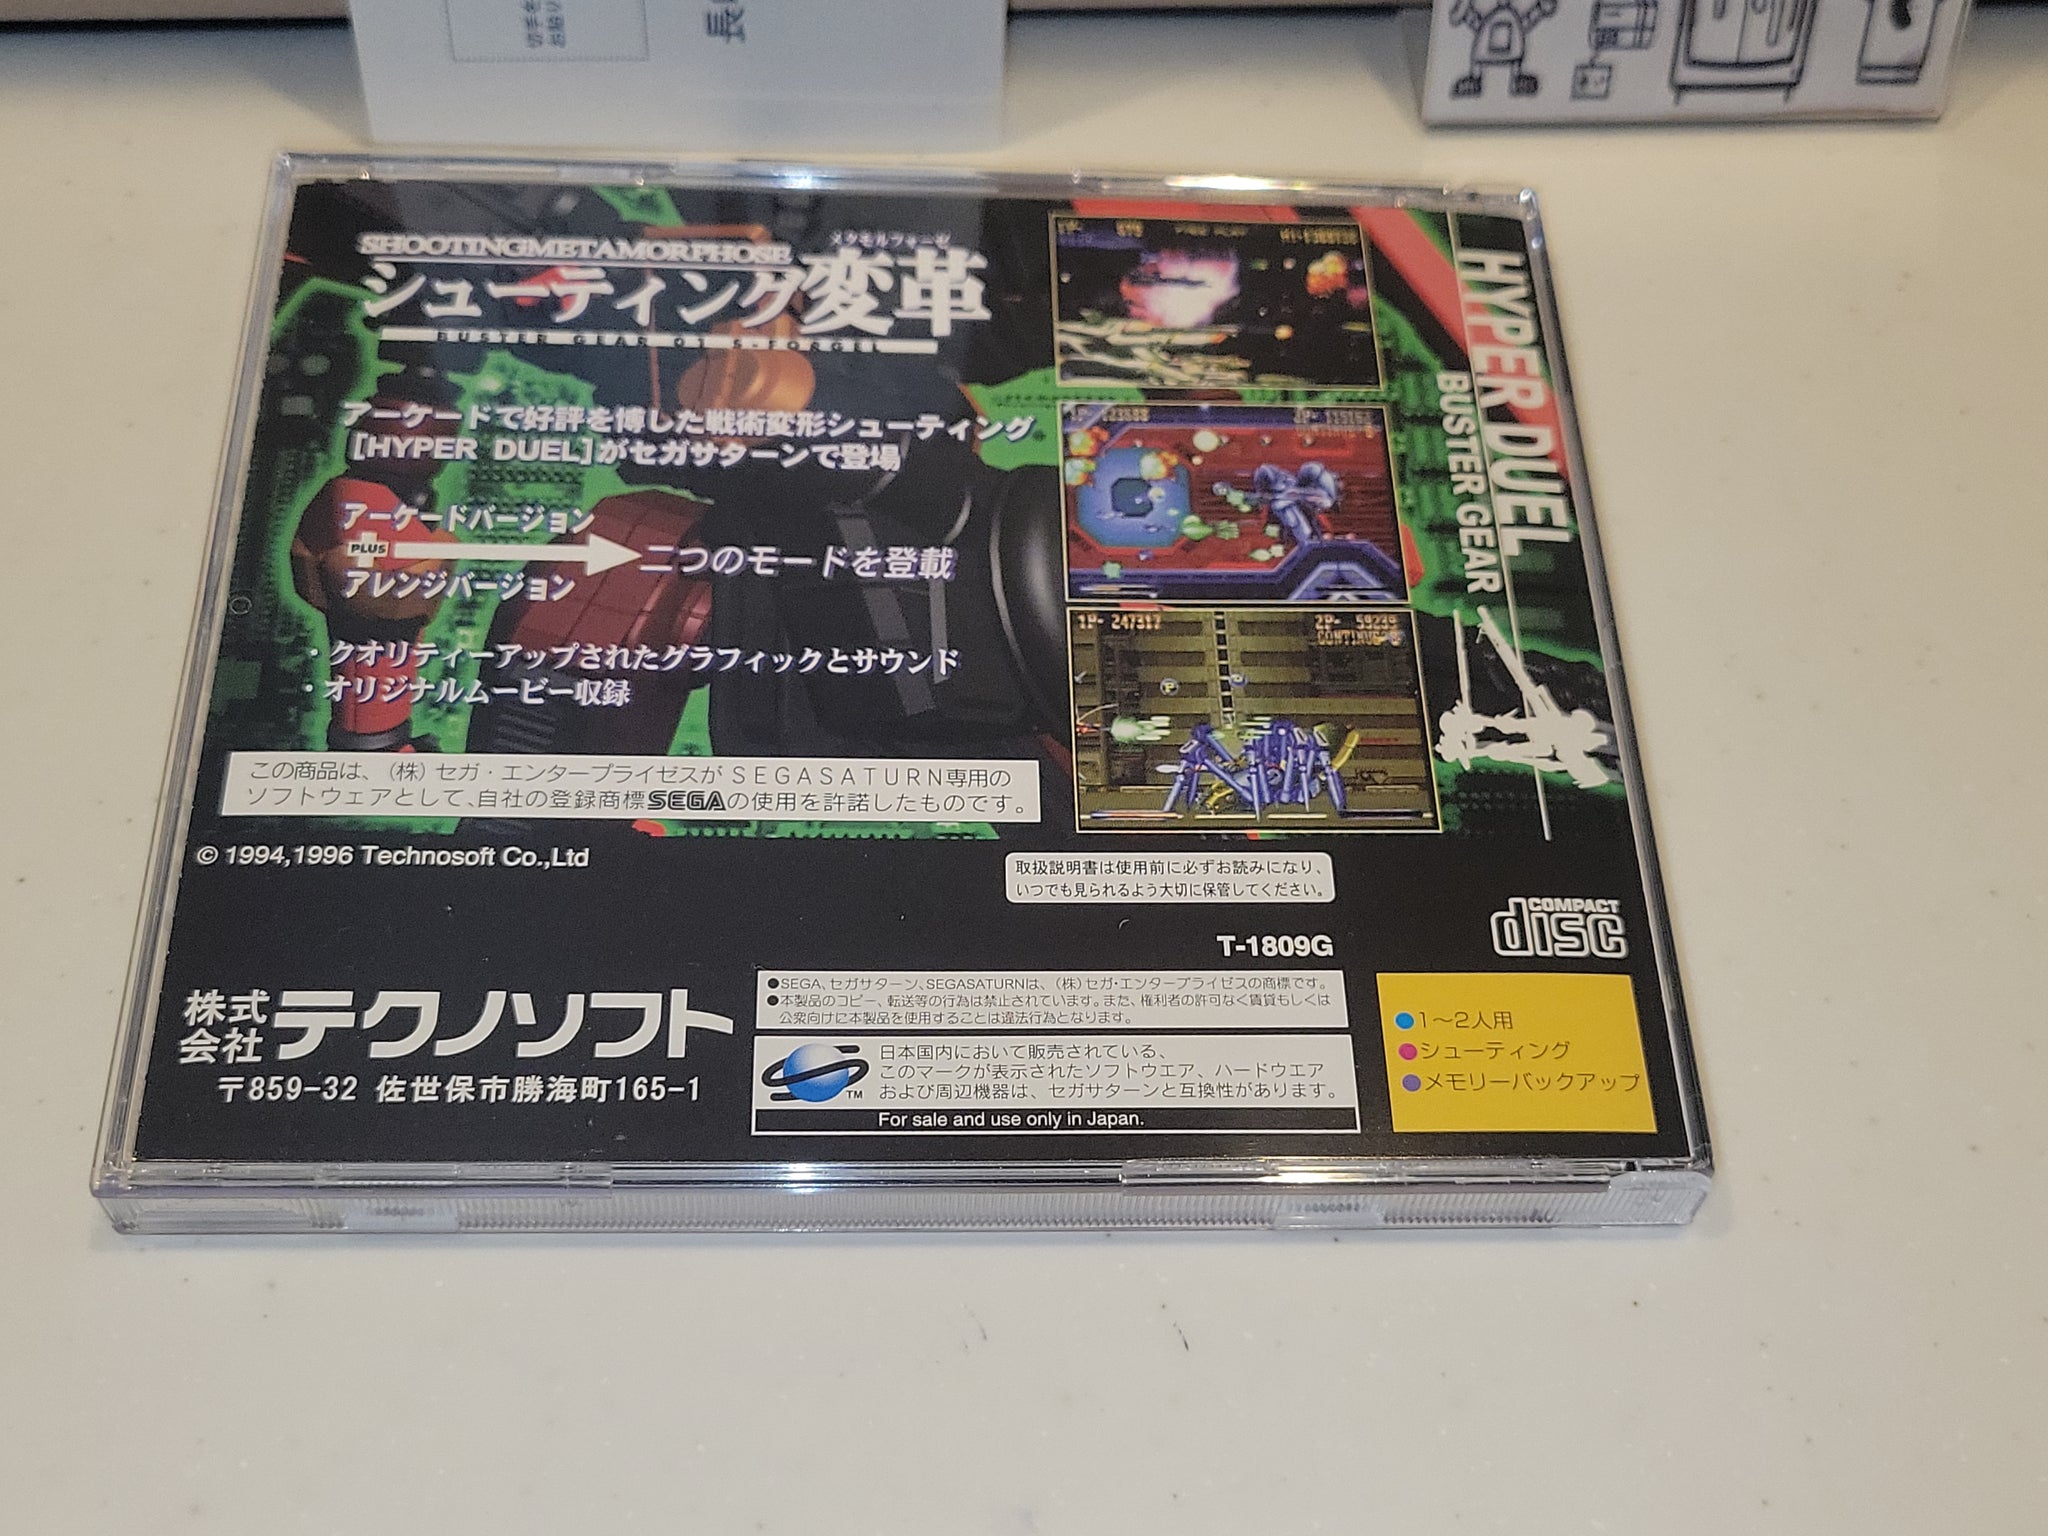 切手を
お貼り
長
SHOOTINGMETAMORPHOSE
メタモルフォーゼ
シューティング変革
BUSTER GEAR 01 S-FORGEL
アーケードで好評を博した戦術変形シューティング
[HYPER DUEL]がセガサターンで登場
アーケードバージョン
PLUS
二つのモードを登載
アレンジバージョン
・クオリティーアップされたグラフィックとサウンド
・オリジナルムービー収録
この商品は、(株)セガ・エンタープライゼスがSEGASATURN専用の
ソフトウェアとして、自社の登録商標SEGAの使用を許諾したものです。
© 1994,1996 Technosoft Co.,Ltd
1P- 247317
2P- 59239
CONTINUE
HYPER DUEL
BUSTER GEAR
取扱説明書は使用前に必ずお読みになり、
いつでも見られるよう大切に保管してください。
T-1809G
COMPACT
disc
株式会社テクノソフト
〒859-32 佐世保市勝海町165-1
●SEGA、セガサターン、SEGASATURNは、(株)セガ・エンタープライゼスの商標です。
●本製品のコピー、転送等の行為は禁止されています。また、権利者の許可なく賃貸もしくは
公衆向けに本製品を使用することは違法行為となります。
TM
日本国内において販売されている、
このマークが表示されたソフトウエア、ハードウエア
および周辺機器は、セガサターンと互換性があります。
For sale and use only in Japan.
●1～2人用
●シューティング
●メモリーバックアップ